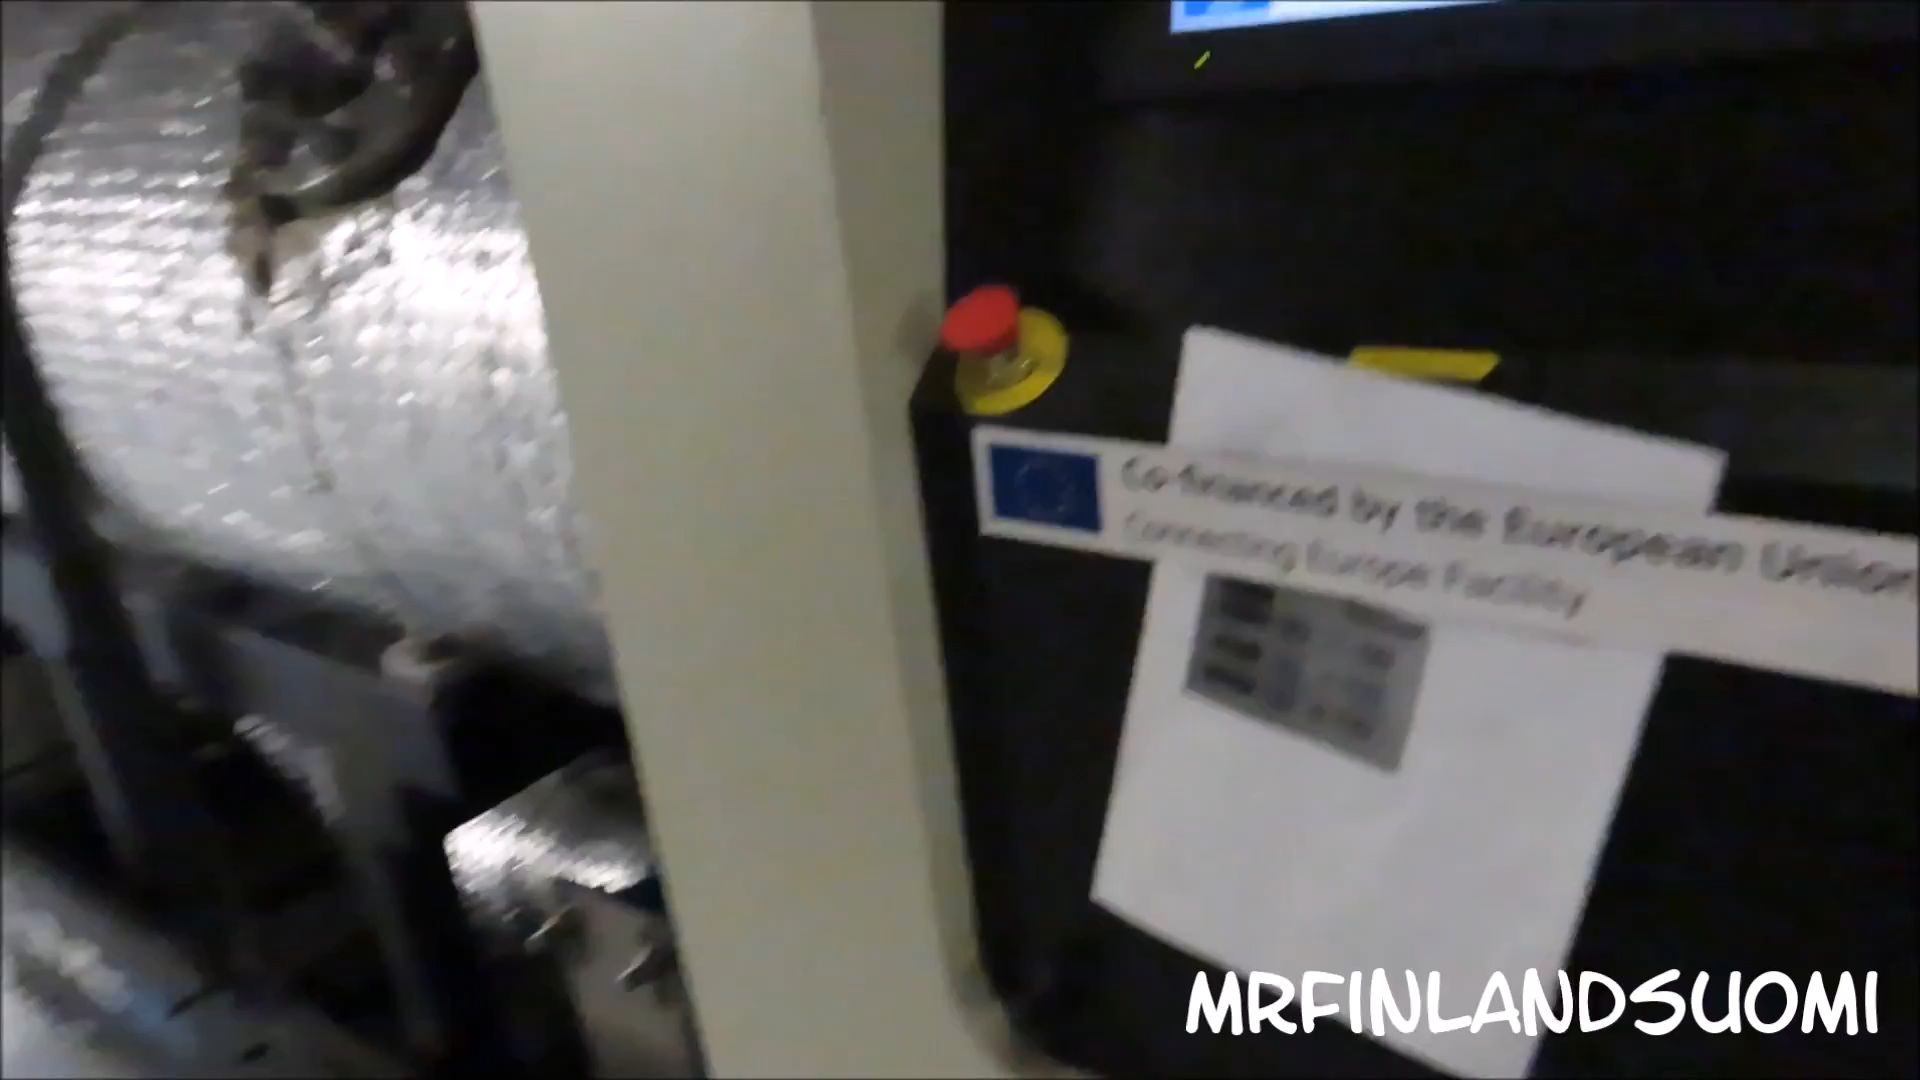 Co-financed by the European Union
Connecting Europe Facility
MRFINLANDSUOMI